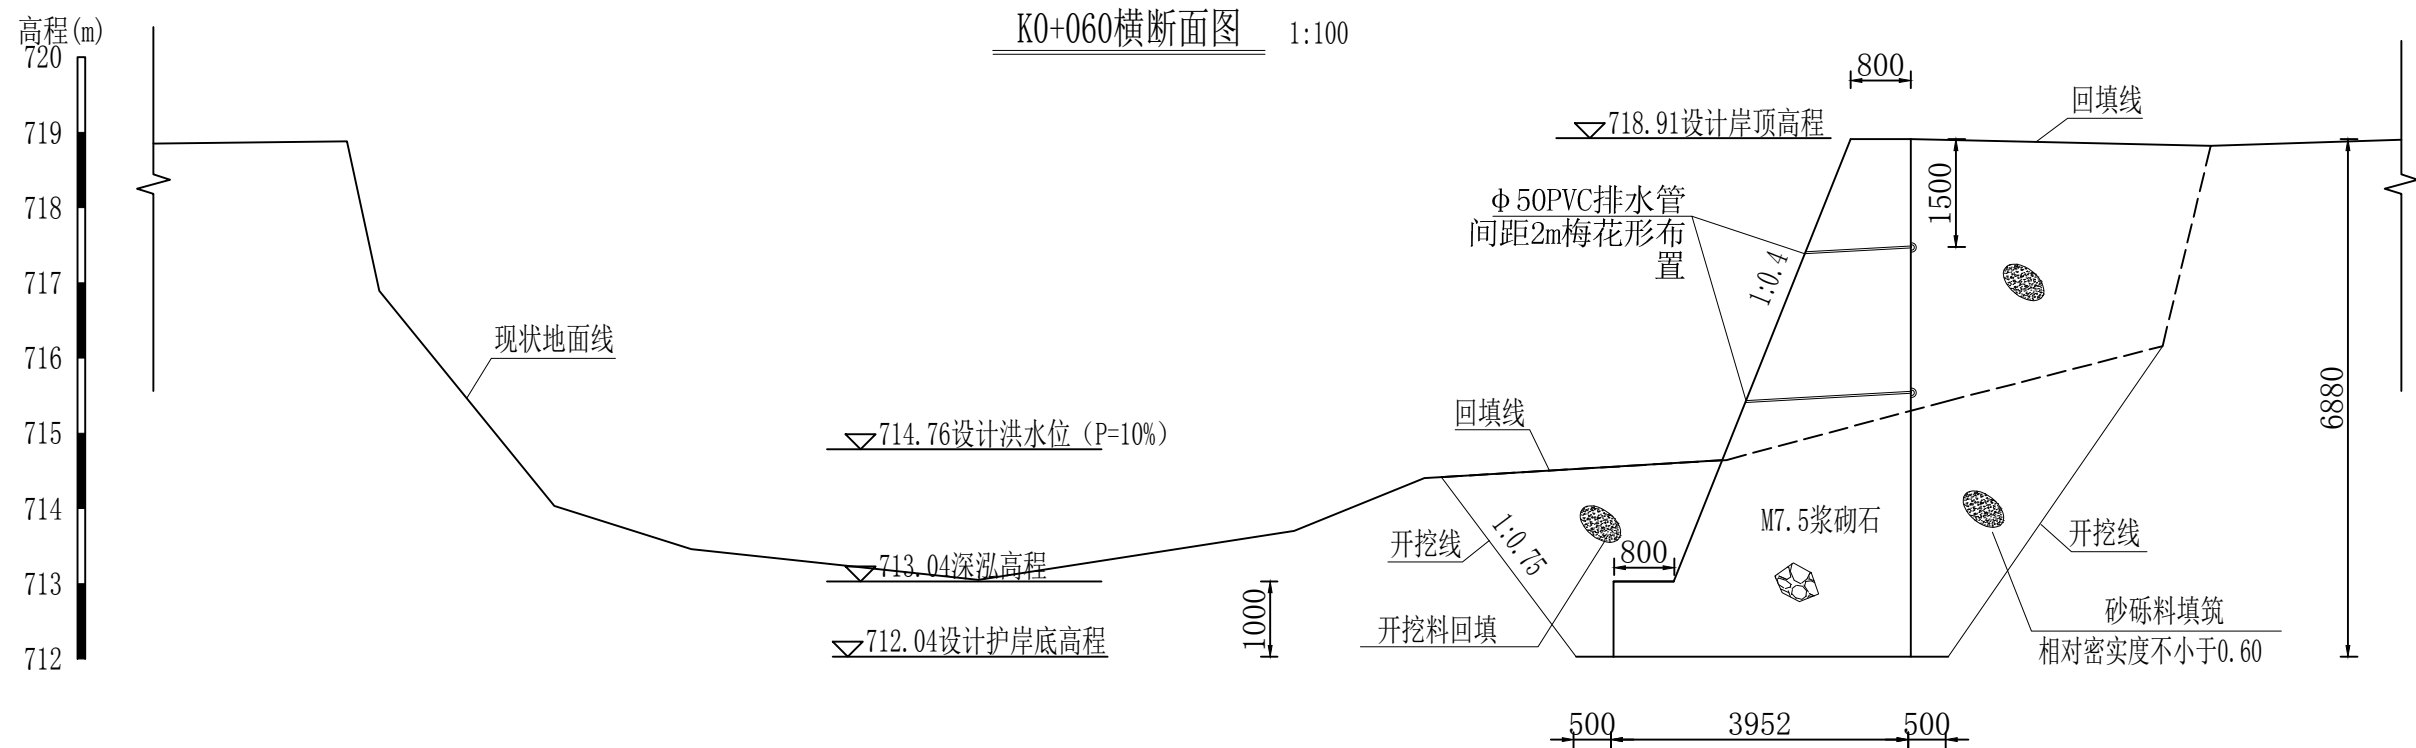 K0+060横断面图 1:100
高程(m)
720
719
718
717
716
715
714
713
712
800
回填线
718.91设计岸顶高程
1500
φ50PVC排水管
间距2m梅花形布
置
1:0.4
现状地面线
6880
回填线
714.76设计洪水位（P=10%）
M7.5浆砌石
开挖线
1:0.75
开挖线
800
713.04深泓高程
1000
砂砾料填筑
相对密实度不小于0.60
开挖料回填
712.04设计护岸底高程
500
3952
500